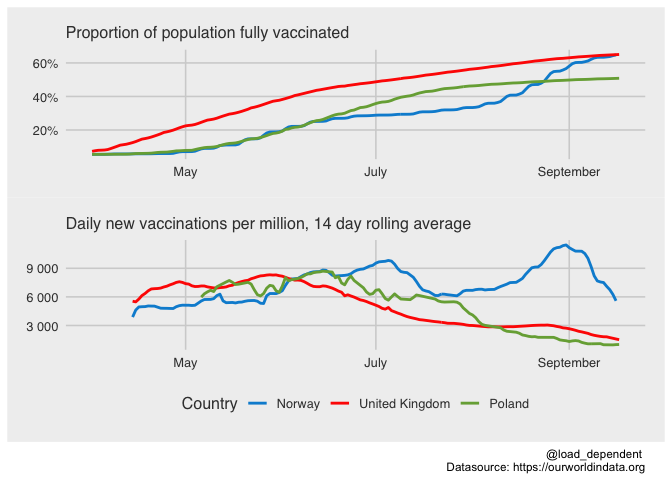 Proportion of population fully vaccinated
60%
40%
20%
May July September
Daily new vaccinations per million, 14 day rolling average
9 000
6 000
3 000
May July September
Country Norway United Kingdom Poland
@load_dependent
Datasource: https://ourworldindata.org